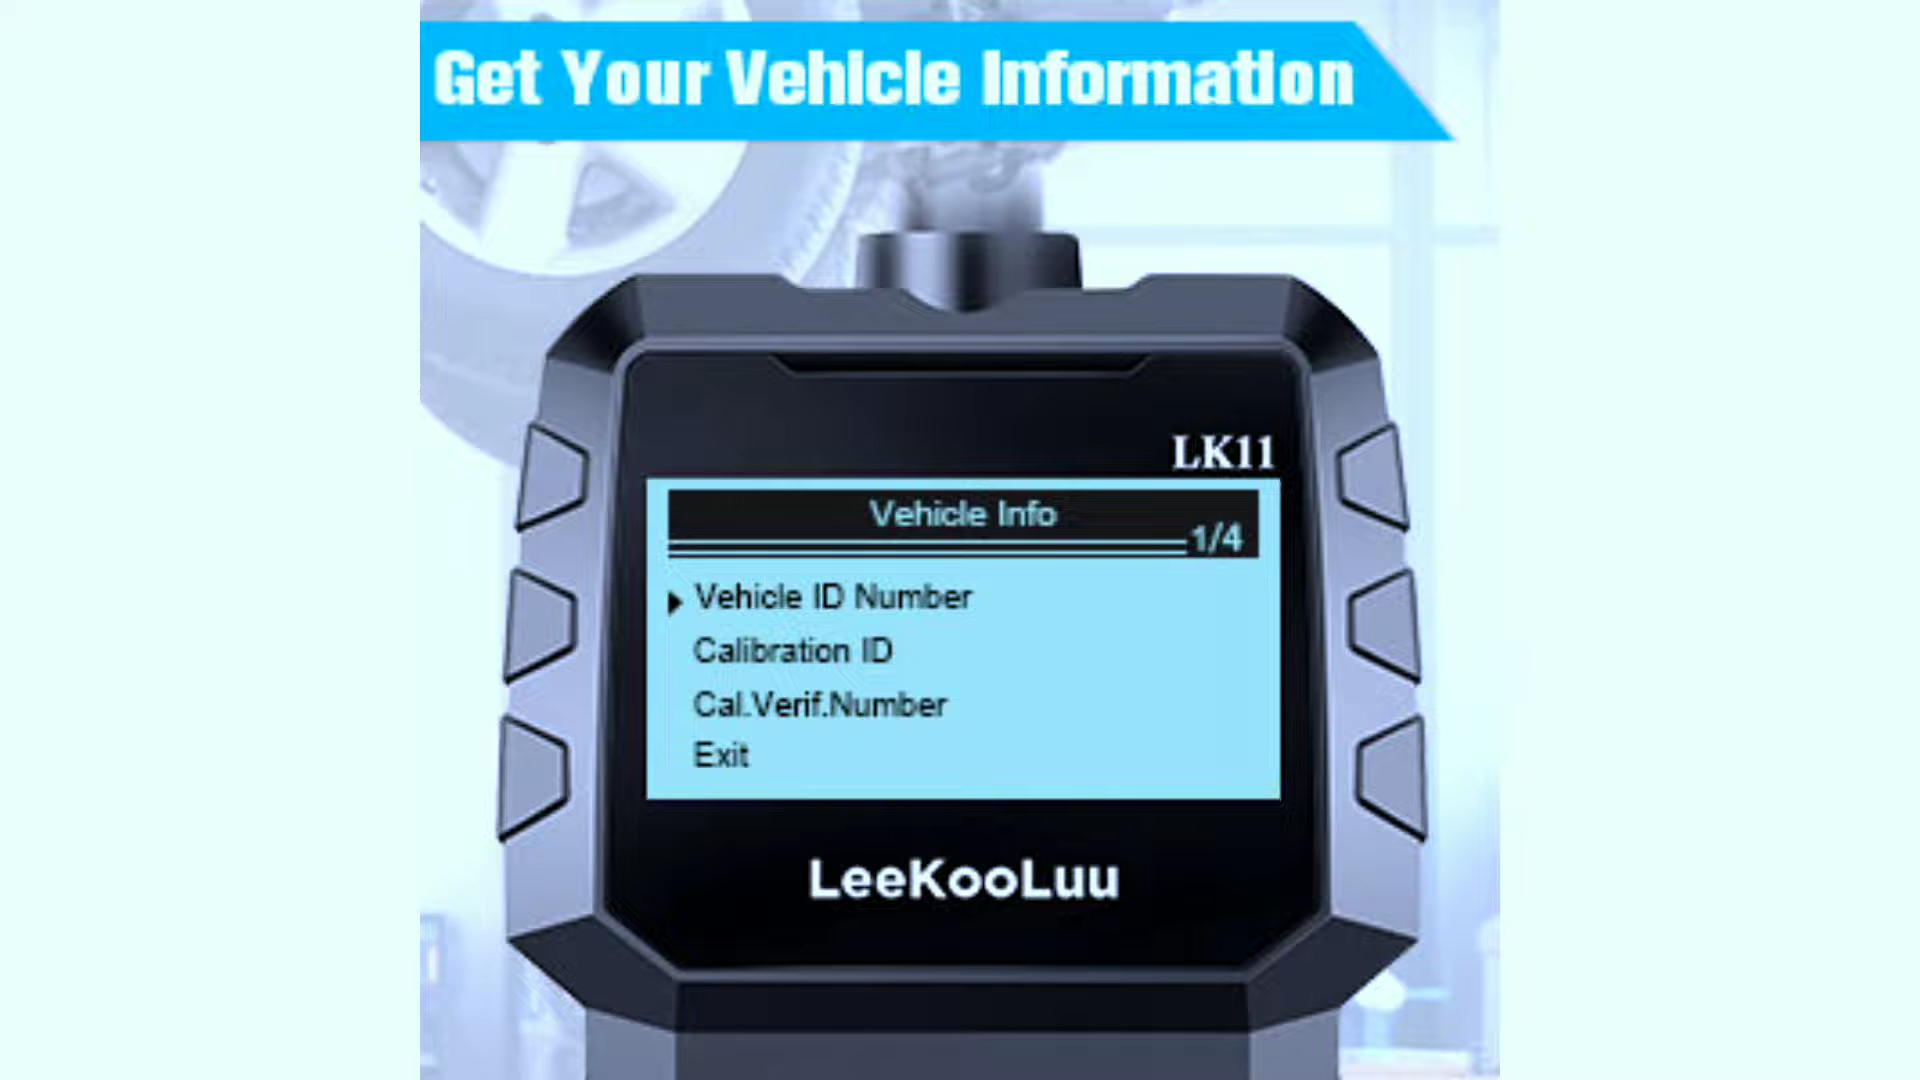 Get Your Vehicle Information
LK11
Vehicle Info
1/4
Vehicle ID Number
Calibration ID
Cal.Verif.Number
Exit
LeeKooLuu